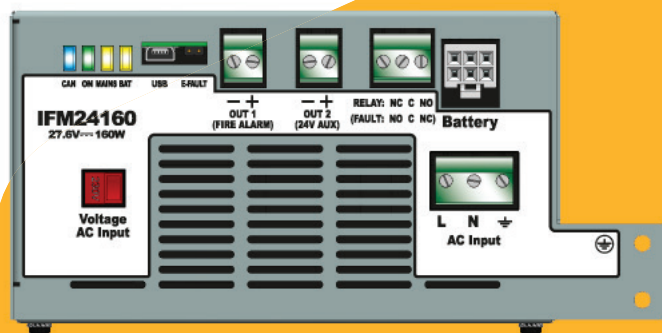 CAN ON MAINS BAT USB E-FAULT
– +
OUT 1
(FIRE ALARM)
– +
OUT 2
(24V AUX)
RELAY: NC C NO
(FAULT: NO C NC)
Battery
IFM24160
27.6V⎓160W
Voltage
AC Input
L N
AC Input